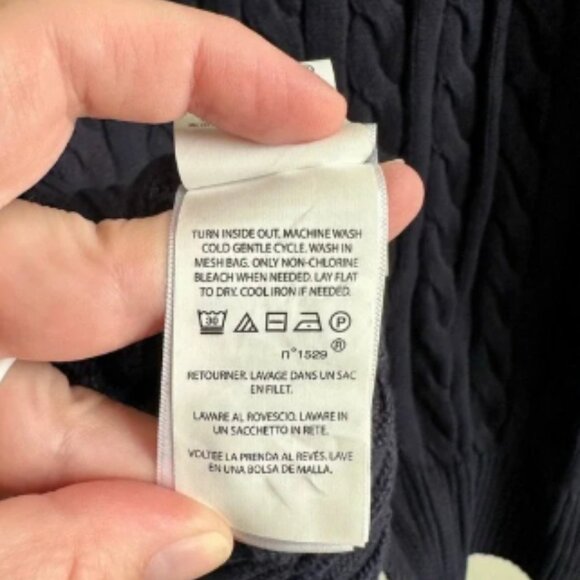 TURN INSIDE OUT. MACHINE WASH
COLD GENTLE CYCLE. WASH IN
MESH BAG. ONLY NON-CHLORINE
BLEACH WHEN NEEDED. LAY FLAT
TO DRY. COOL IRON IF NEEDED.
30 P
n°1529 ®
RETOURNER. LAVAGE DANS UN SAC
EN FILET.
LAVARE AL ROVESCIO. LAVARE IN
UN SACCHETTO IN RETE.
VOLTEE LA PRENDA AL REVÉS. LAVE
EN UNA BOLSA DE MALLA.